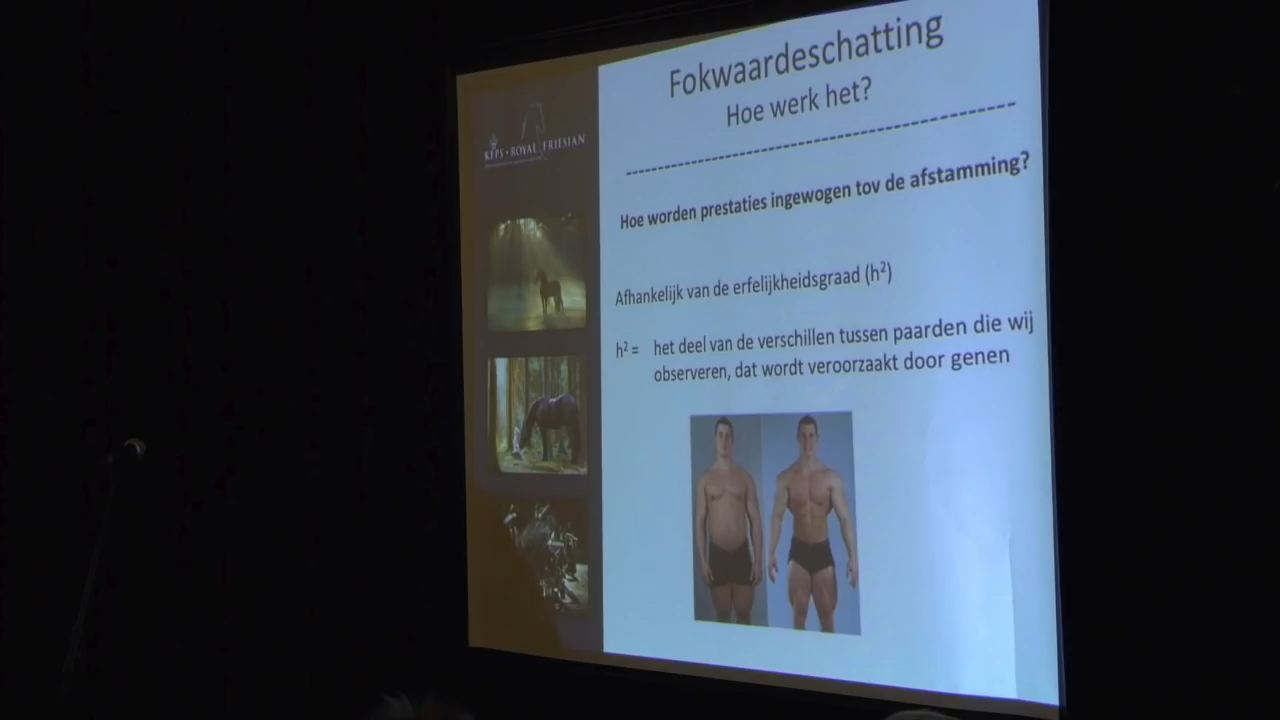 Fokwaardeschatting
Hoe werk het?
KFPS • ROYAL FRIESIAN
Hoe worden prestaties ingewogen tov de afstamming?
Afhankelijk van de erfelijkheidsgraad (h²)
h² = het deel van de verschillen tussen paarden die wij
observeren, dat wordt veroorzaakt door genen